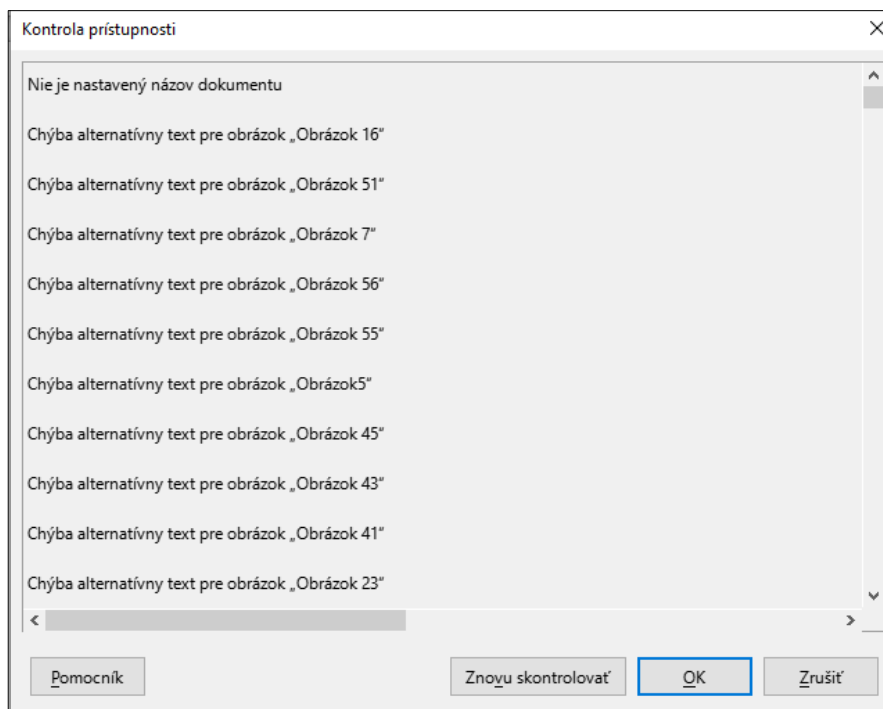 Kontrola prístupnosti
Nie je nastavený názov dokumentu
Chýba alternatívny text pre obrázok „Obrázok 16“
Chýba alternatívny text pre obrázok „Obrázok 51“
Chýba alternatívny text pre obrázok „Obrázok 7“
Chýba alternatívny text pre obrázok „Obrázok 56“
Chýba alternatívny text pre obrázok „Obrázok 55“
Chýba alternatívny text pre obrázok „Obrázok5“
Chýba alternatívny text pre obrázok „Obrázok 45“
Chýba alternatívny text pre obrázok „Obrázok 43“
Chýba alternatívny text pre obrázok „Obrázok 41“
Chýba alternatívny text pre obrázok „Obrázok 23“
Pomocník Znovu skontrolovať OK Zrušiť